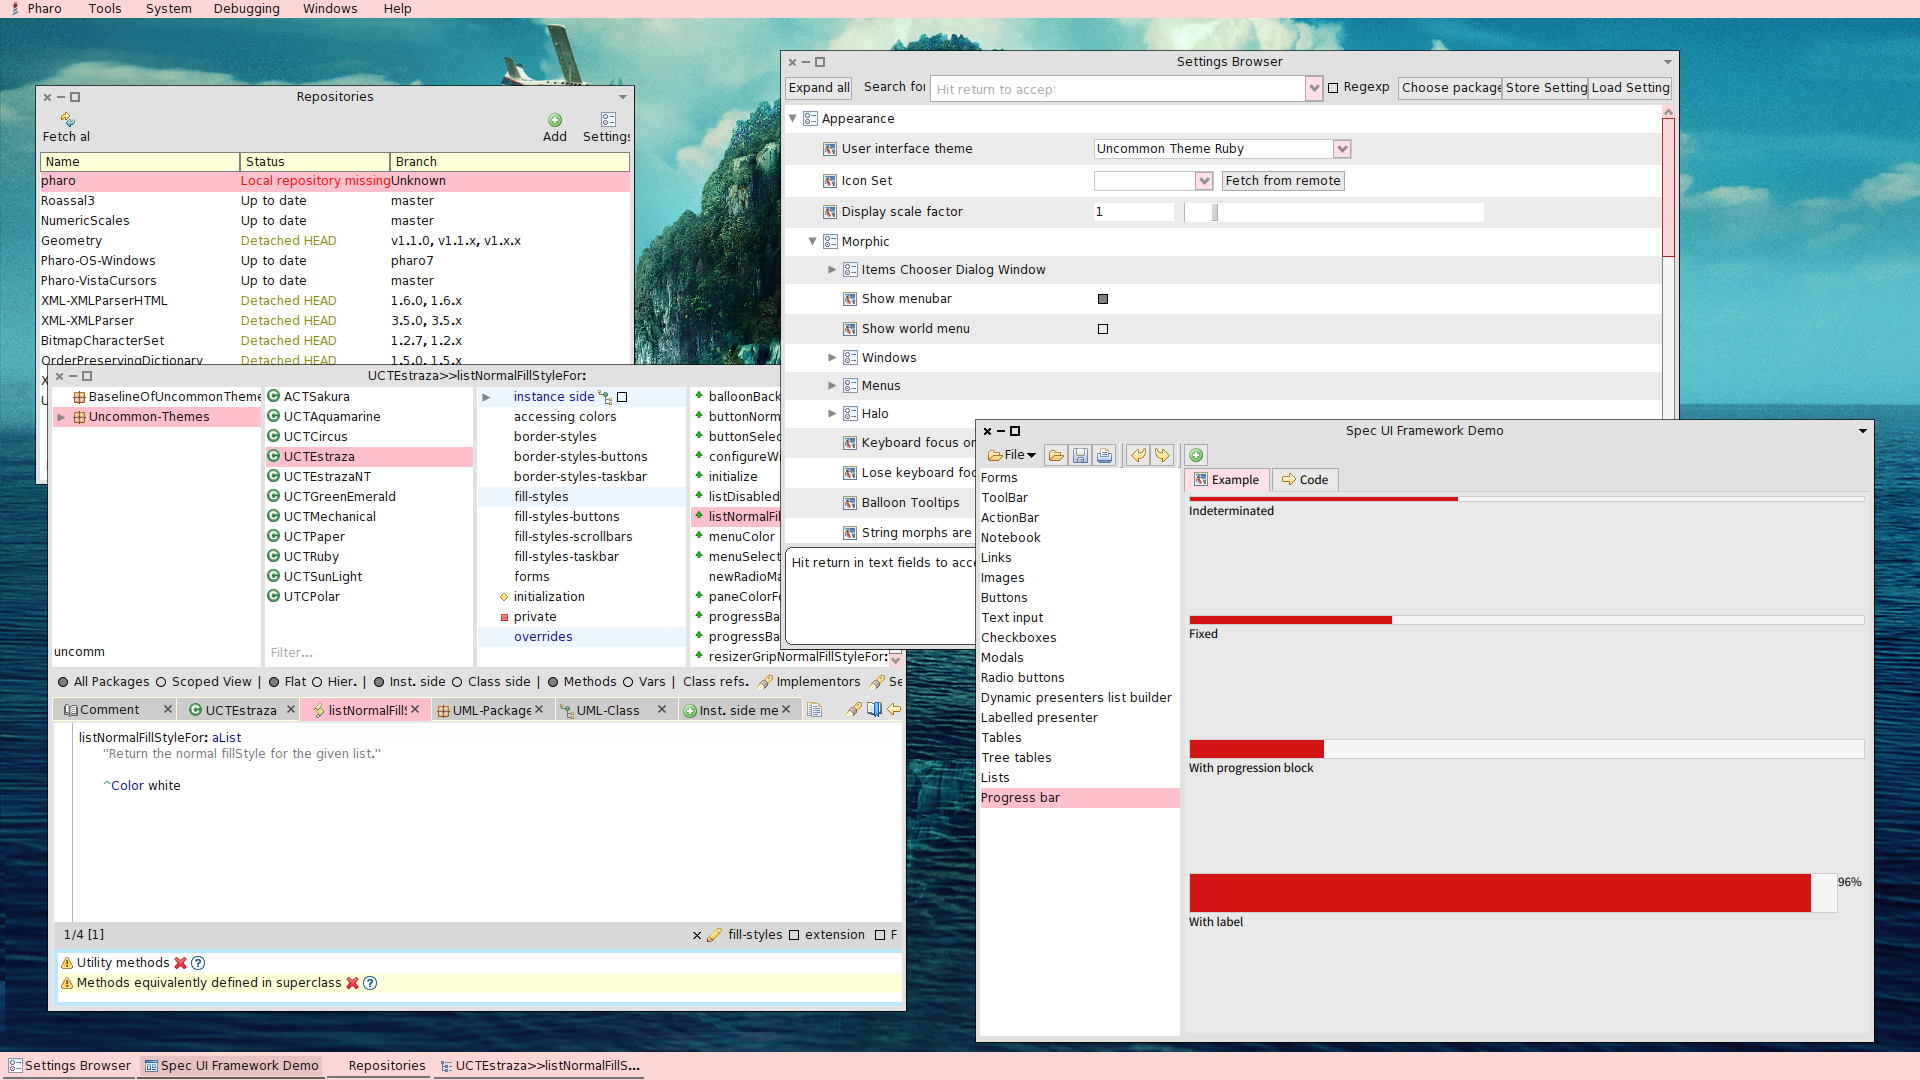 Pharo Tools System Debugging Windows Help
Repositories
Fetch al Add Settings
Name Status Branch
pharo Local repository missing Unknown
Roassal3 Up to date master
NumericScales Up to date master
Geometry Detached HEAD v1.1.0, v1.1.x, v1.x.x
Pharo-OS-Windows Up to date pharo7
Pharo-VistaCursors Up to date master
XML-XMLParserHTML Detached HEAD 1.6.0, 1.6.x
XML-XMLParser Detached HEAD 3.5.0, 3.5.x
BitmapCharacterSet Detached HEAD 1.2.7, 1.2.x
OrderPreservingDictionary Detached HEAD 1.5.0, 1.5.x
Settings Browser
Expand all Search for Hit return to accept Regexp Choose package Store Setting Load Setting
Appearance
User interface theme Uncommon Theme Ruby
Icon Set Fetch from remote
Display scale factor 1
Morphic
Items Chooser Dialog Window
Show menubar
Show world menu
Windows
Menus
Halo
Keyboard focus on
Lose keyboard foc
Balloon Tooltips
String morphs are
Hit return in text fields to acce
UCTEstraza>>listNormalFillStyleFor:
BaselineOfUncommonTheme
Uncommon-Themes
uncomm
ACTSakura
UCTAquamarine
UCTCircus
UCTEstraza
UCTEstrazaNT
UCTGreenEmerald
UCTMechanical
UCTPaper
UCTRuby
UCTSunLight
UTCPolar
Filter...
instance side
accessing colors
border-styles
border-styles-buttons
border-styles-taskbar
fill-styles
fill-styles-buttons
fill-styles-scrollbars
fill-styles-taskbar
forms
initialization
private
overrides
balloonBack
buttonNorm
buttonSelec
configureWi
initialize
listDisabled
listNormalFil
menuColor
menuSelect
newRadioMa
paneColorFo
progressBa
progressBa
resizerGripNormalFillStyleFor:
All Packages Scoped View | Flat Hier. | Inst. side Class side | Methods Vars | Class refs. Implementors Se
Comment UCTEstraza listNormalFillS UML-Package UML-Class Inst. side me
listNormalFillStyleFor: aList
"Return the normal fillStyle for the given list."
^Color white
1/4 [1] fill-styles extension F
Utility methods
Methods equivalently defined in superclass
Spec UI Framework Demo
File
Forms
ToolBar
ActionBar
Notebook
Links
Images
Buttons
Text input
Checkboxes
Modals
Radio buttons
Dynamic presenters list builder
Labelled presenter
Tables
Tree tables
Lists
Progress bar
Example Code
Indeterminated
Fixed
With progression block
96%
With label
Settings Browser Spec UI Framework Demo Repositories UCTEstraza>>listNormalFillS...